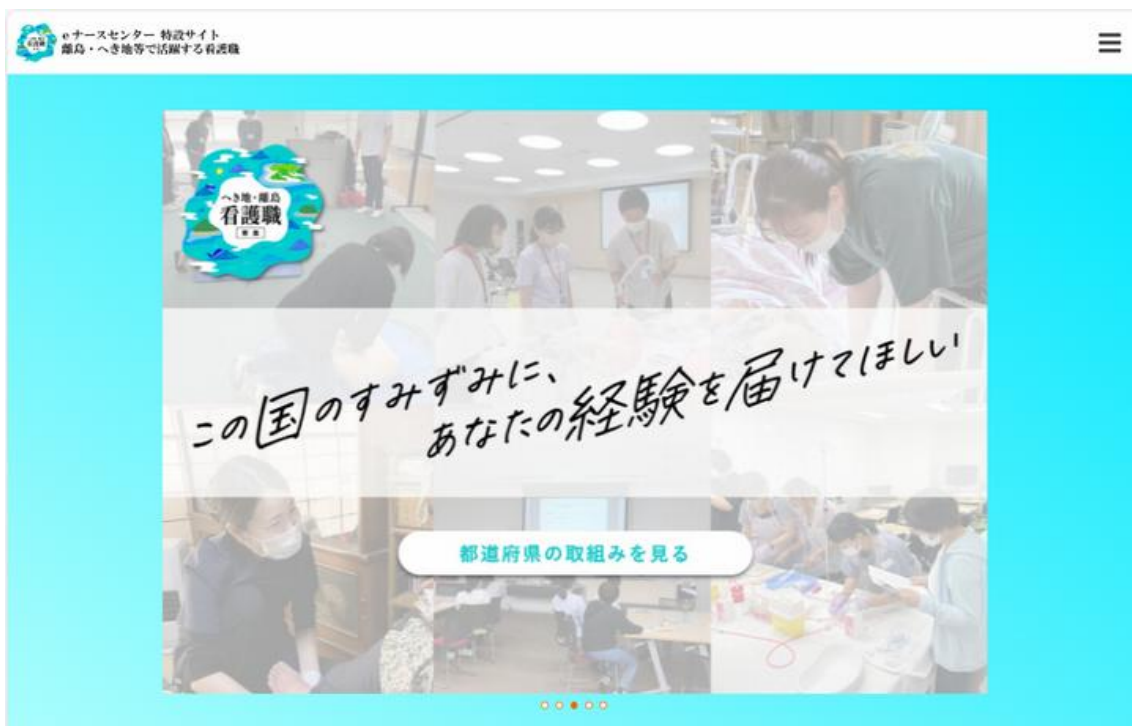 eナースセンター 特設サイト
離島・へき地等で活躍する看護職
へき地・離島
看護職
募集
この国のすみずみに、
あなたの経験を届けてほしい
都道府県の取組みを見る